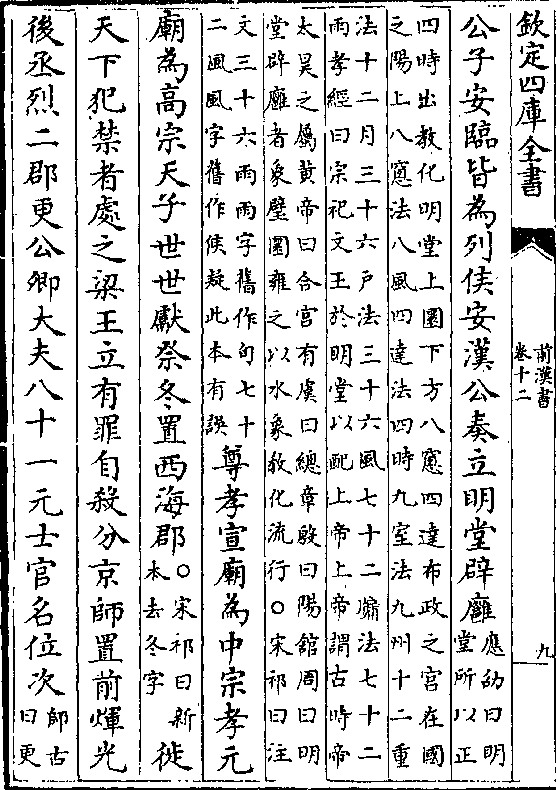 欽定四庫全書
前漢書
卷十二
九
公子安臨皆為列侯安漢公奏立明堂辟廱
應劭曰明
堂所以正
四時出教化明堂上圜下方八窻四達布政之宮在國
之陽上八窻法八風四達法四時九室法九州十二重
法十二月三十六户法三十六風七十二牖法七十二
雨孝經曰宗祀文王於明堂以配上帝上帝謂古時帝
太昊之屬黄帝曰合宮有虞曰總章殷曰陽館周曰明
堂辟廱者象璧圜雍之以水象教化流行○宋祁曰注
文三十六雨雨字舊作旬七十
二風風字舊作候疑此本有誤
尊孝宣廟為中宗孝元
廟為高宗天子世世獻祭冬置西海郡
○宋祁曰新
本去冬字
徙
天下犯禁者處之梁王立有罪自殺分京師置前煇光
後丞烈二郡更公卿大夫八十一元士官名位次
師古
曰更